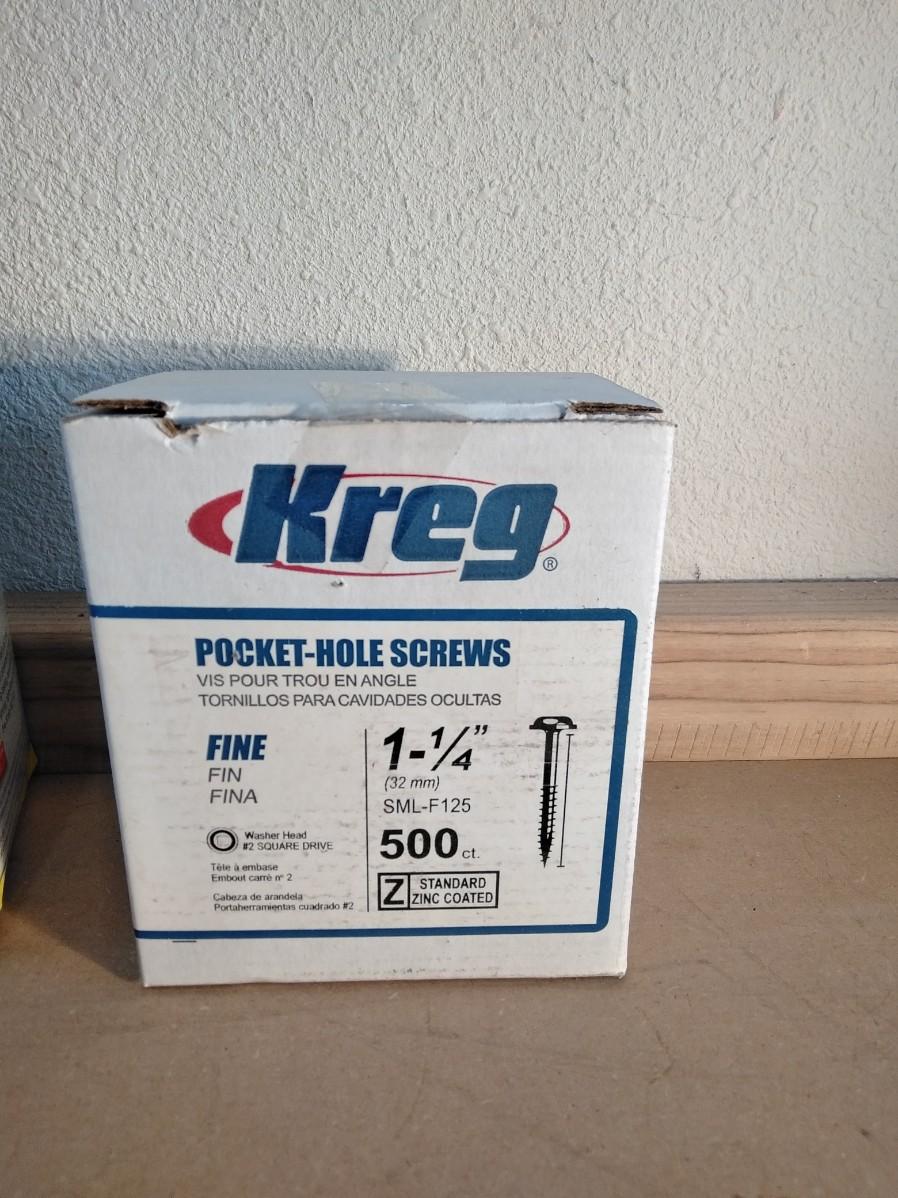 Kreg®
POCKET-HOLE SCREWS
VIS POUR TROU EN ANGLE
TORNILLOS PARA CAVIDADES OCULTAS
FINE
FIN
FINA
Washer Head
#2 SQUARE DRIVE
Tête à embase
Embout carré nº 2
Cabeza de arandela
Portaherramientas cuadrado #2
1-¼"
(32 mm)
SML-F125
500 ct.
Z STANDARD
ZINC COATED